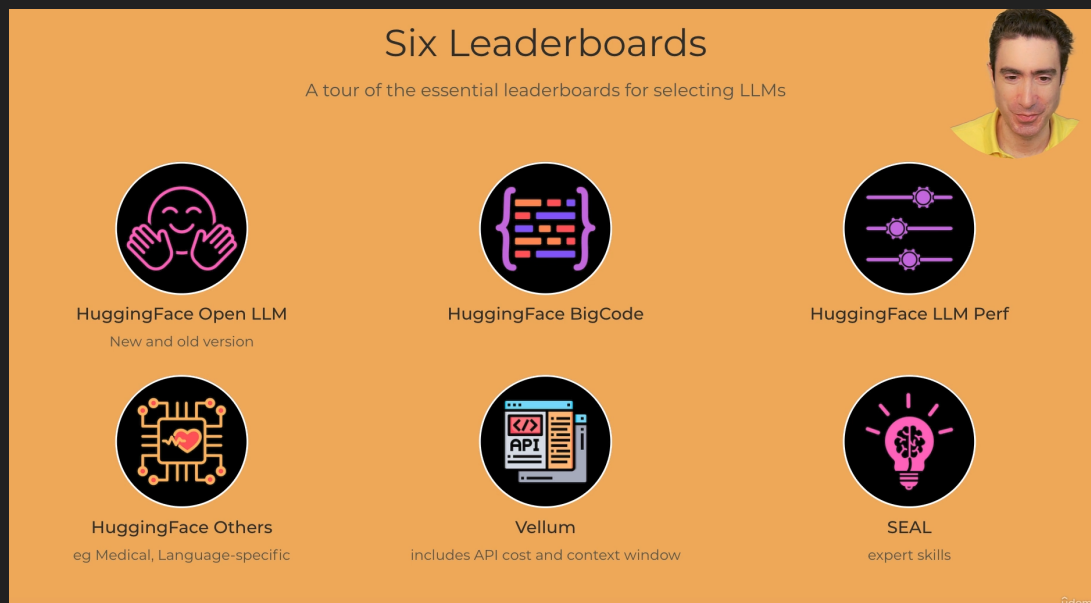 Six Leaderboards
A tour of the essential leaderboards for selecting LLMs
HuggingFace Open LLM
New and old version
HuggingFace BigCode
HuggingFace LLM Perf
HuggingFace Others
eg Medical, Language-specific
</>
API
Vellum
includes API cost and context window
SEAL
expert skills